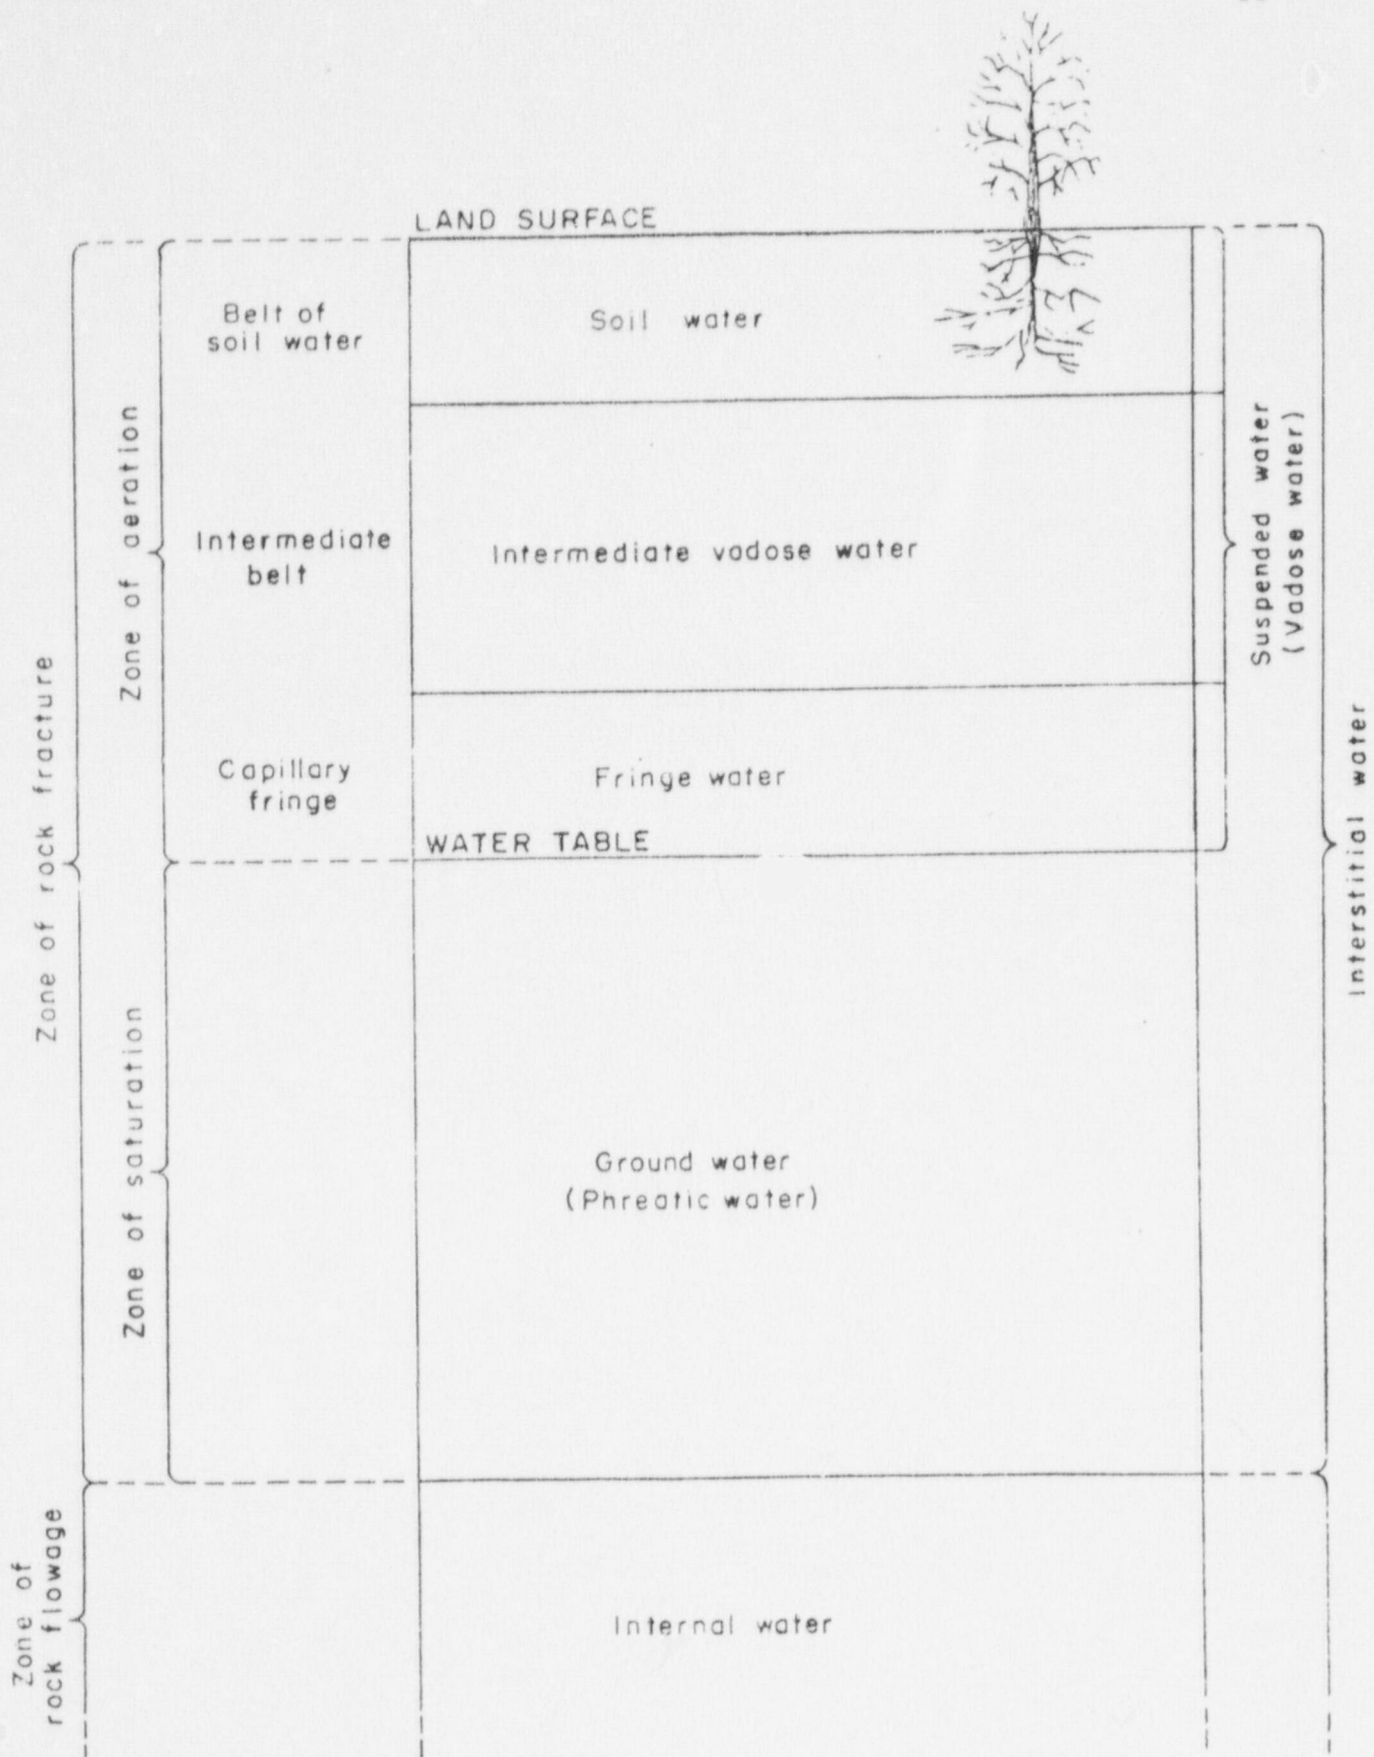 LAND SURFACE
Belt of
soil water
Soil water
Zone of aeration
Intermediate
belt
Intermediate vadose water
Suspended water
(Vadose water)
Zone of rock fracture
Capillary
fringe
Fringe water
WATER TABLE
Interstitial water
Zone of saturation
Ground water
(Phreatic water)
Zone of
rock flowage
Internal water